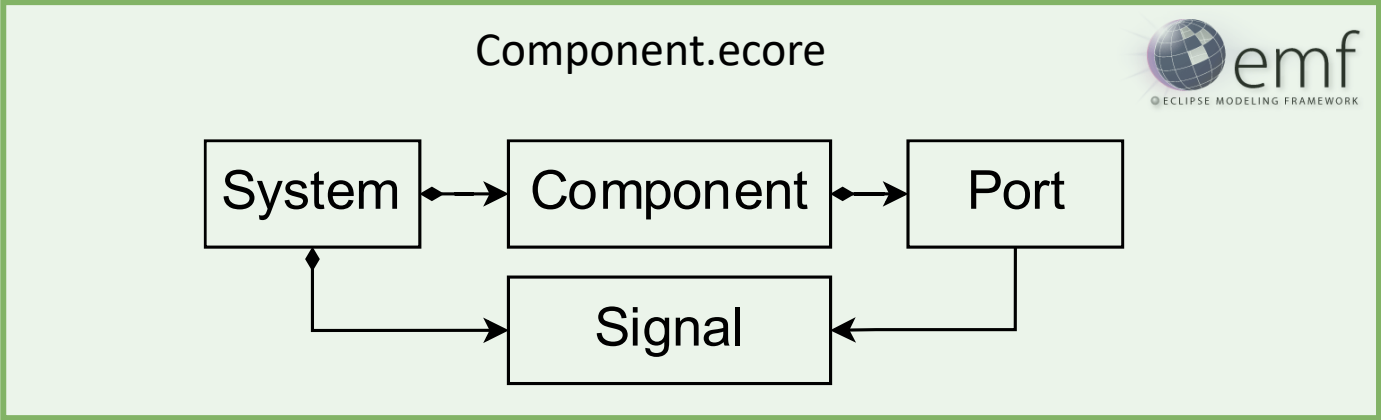 Component.ecore
emf
ECLIPSE MODELING FRAMEWORK
System
Component
Port
Signal